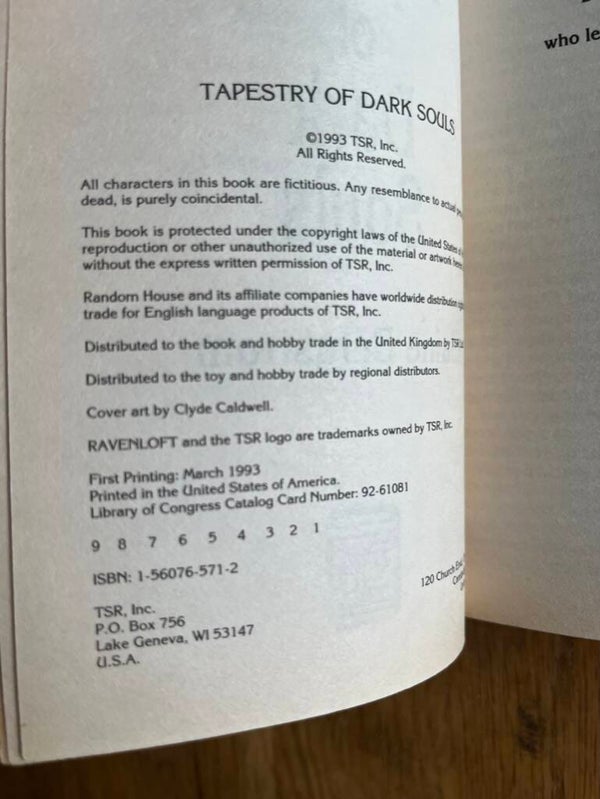 TAPESTRY OF DARK SOULS
©1993 TSR, Inc.
All Rights Reserved.
All characters in this book are fictitious. Any resemblance to actual
dead, is purely coincidental.
This book is protected under the copyright laws of the United States
reproduction or other unauthorized use of the material or artwork
without the express written permission of TSR, Inc.
Random House and its affiliate companies have worldwide distribution
trade for English language products of TSR, Inc.
Distributed to the book and hobby trade in the United Kingdom by TSR
Distributed to the toy and hobby trade by regional distributors.
Cover art by Clyde Caldwell.
RAVENLOFT and the TSR logo are trademarks owned by TSR, Inc.
First Printing: March 1993
Printed in the United States of America.
Library of Congress Catalog Card Number: 92-61081
9 8 7 6 5 4 3 2 1
ISBN: 1-56076-571-2
TSR, Inc.
P.O. Box 756
Lake Geneva, WI 53147
U.S.A.
120 Church
who le